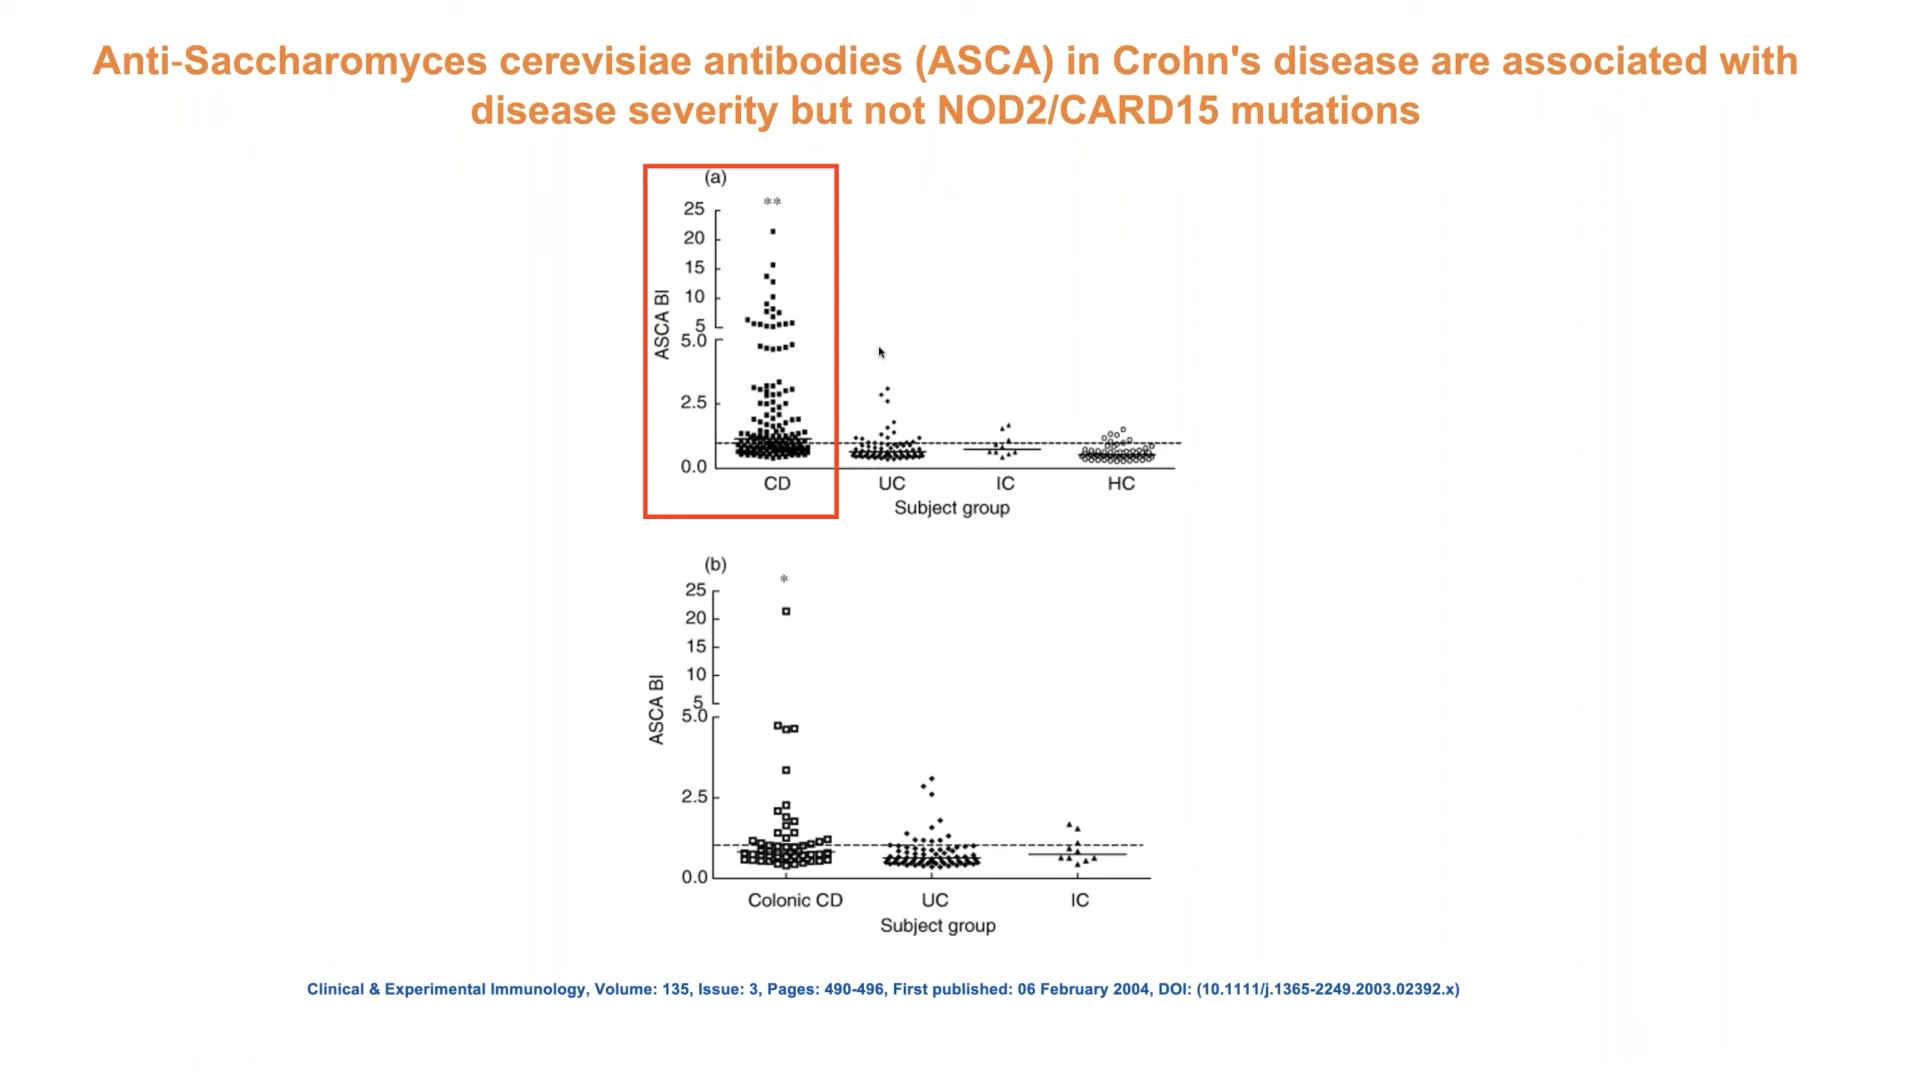 Anti-Saccharomyces cerevisiae antibodies (ASCA) in Crohn's disease are associated with
disease severity but not NOD2/CARD15 mutations
(a)
**
25
20
15
10
5
5.0
2.5
0.0
ASCA BI
CD
UC
IC
HC
Subject group
(b)
*
25
20
15
10
5
5.0
2.5
0.0
ASCA BI
Colonic CD
UC
IC
Subject group
Clinical & Experimental Immunology, Volume: 135, Issue: 3, Pages: 490-496, First published: 06 February 2004, DOI: (10.1111/j.1365-2249.2003.02392.x)